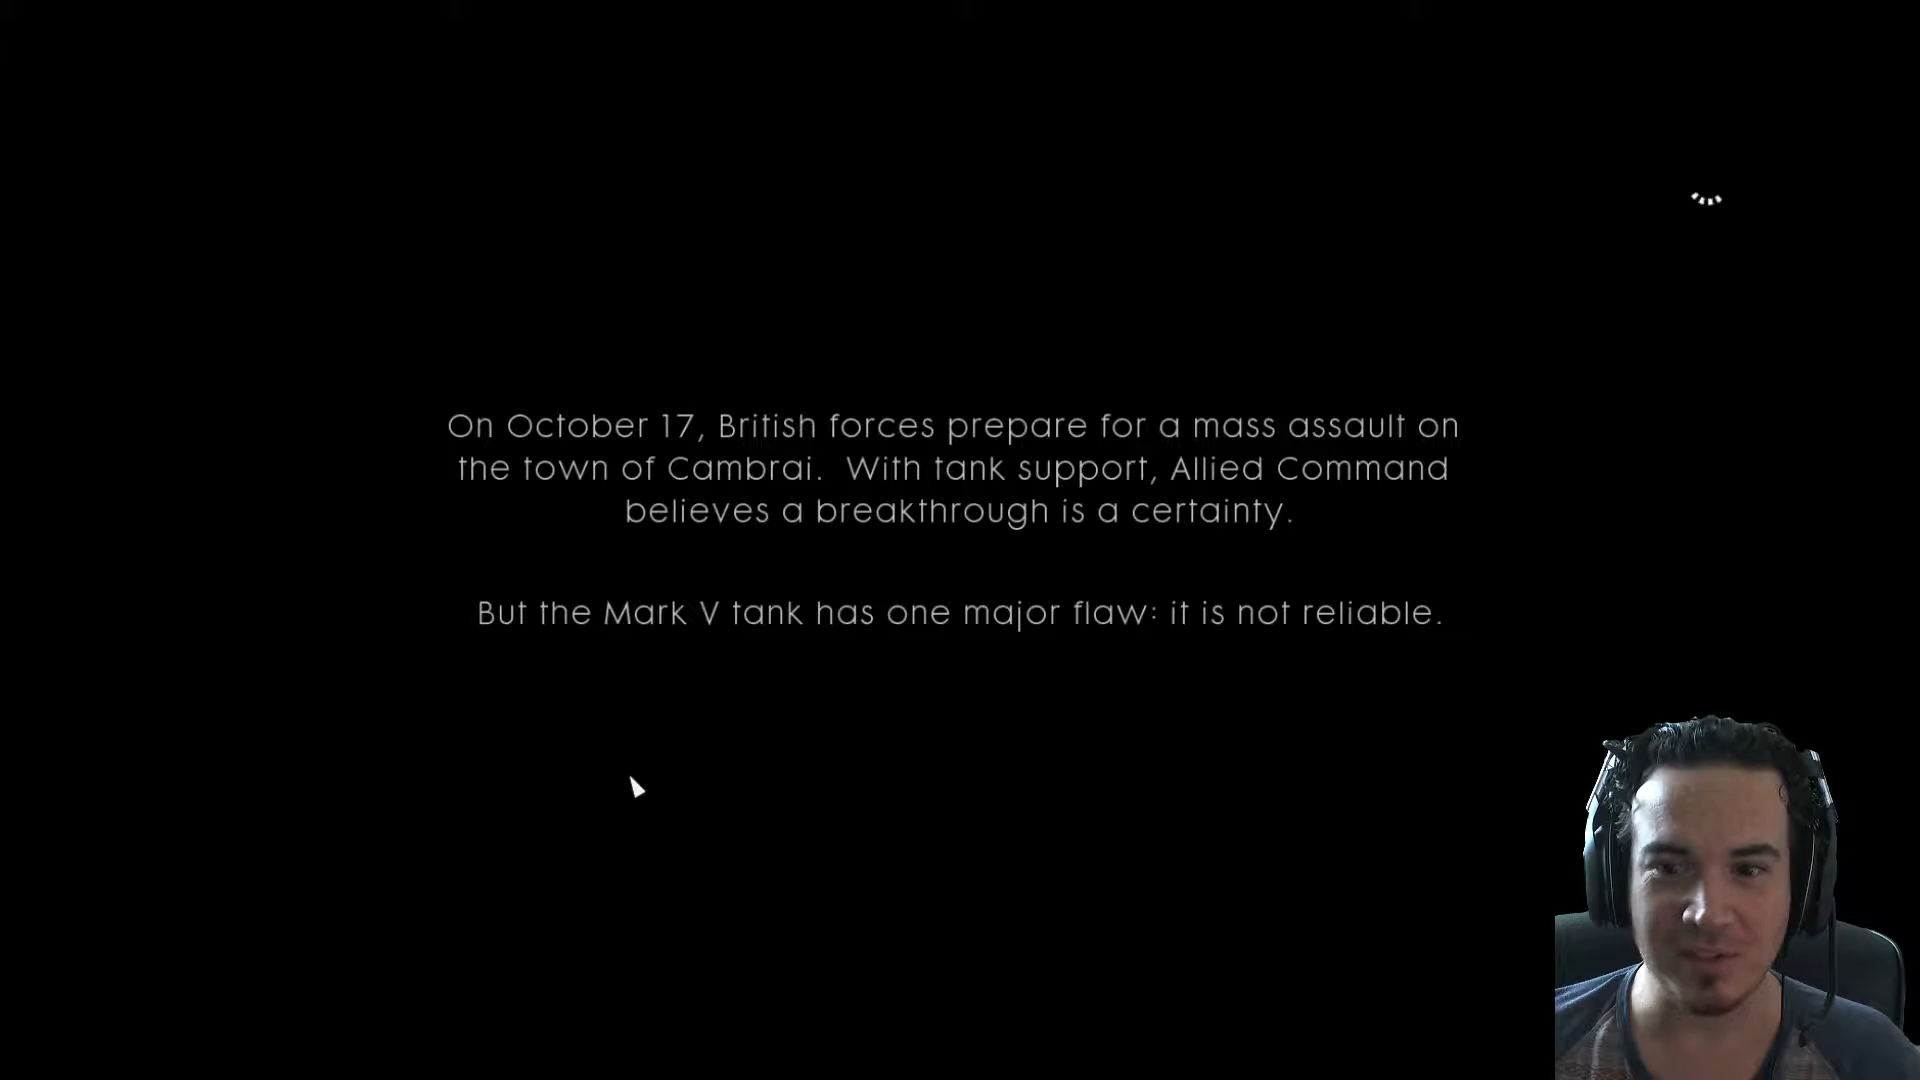 On October 17, British forces prepare for a mass assault on
the town of Cambrai.  With tank support, Allied Command
believes a breakthrough is a certainty.
But the Mark V tank has one major flaw: it is not reliable.